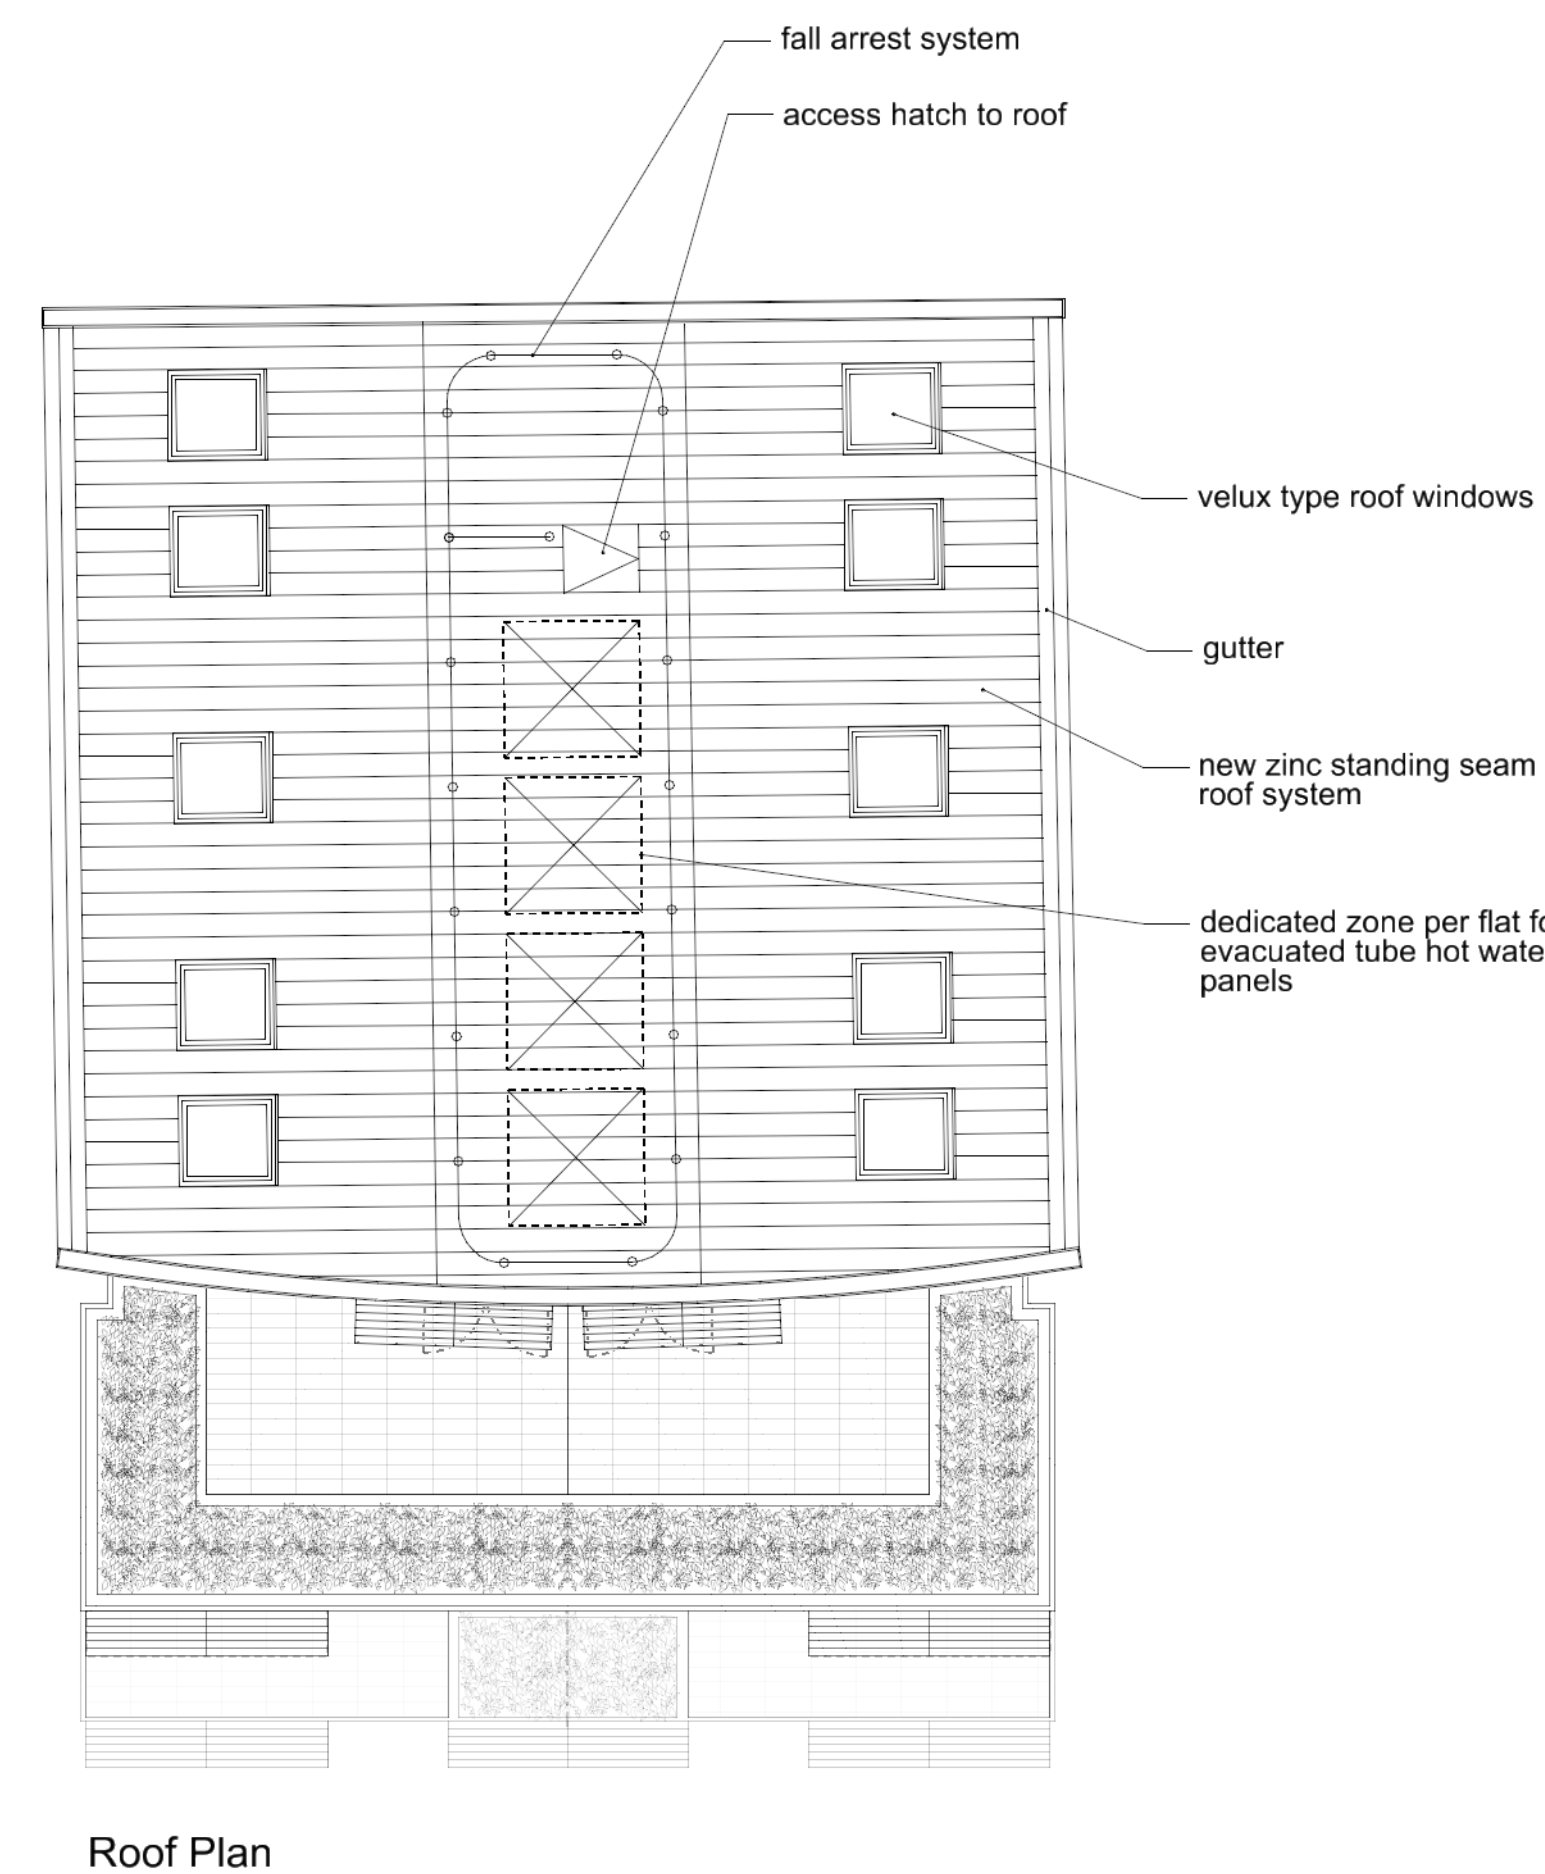 fall arrest system
access hatch to roof
velux type roof windows
gutter
new zinc standing seam
roof system
dedicated zone per flat
evacuated tube hot
panels
Roof Plan